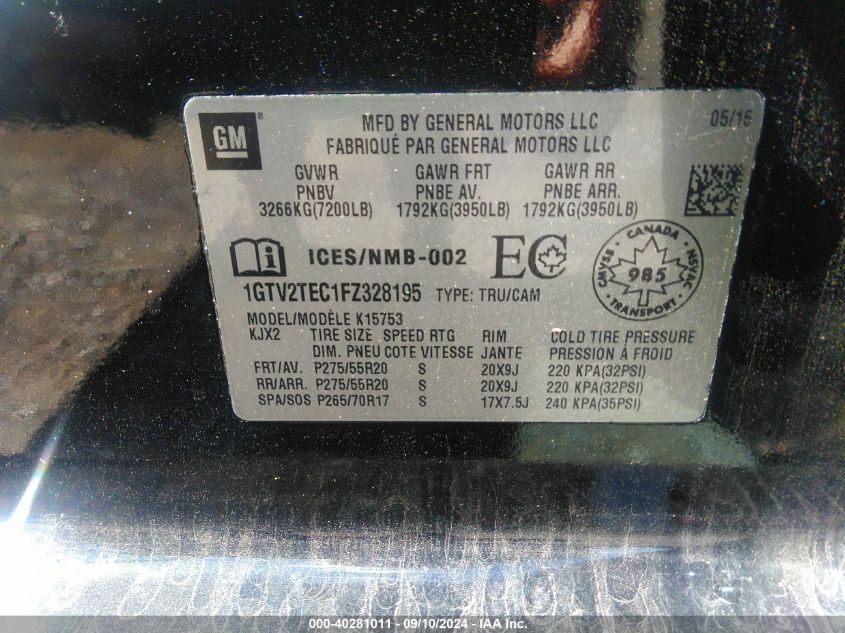 GM ®
MFD BY GENERAL MOTORS LLC 05/15
FABRIQUÉ PAR GENERAL MOTORS LLC
GVWR GAWR FRT GAWR RR
PNBV PNBE AV. PNBE ARR.
3266KG(7200LB) 1792KG(3950LB) 1792KG(3950LB)
i ICES/NMB-002 EC
CANADA
CMVSS 985 NSVAC
TRANSPORT
1GTV2TEC1FZ328195 TYPE: TRU/CAM
MODEL/MODÈLE K15753
KJX2 TIRE SIZE SPEED RTG RIM COLD TIRE PRESSURE
DIM. PNEU COTE VITESSE JANTE PRESSION À FROID
FRT/AV. P275/55R20 S 20X9J 220 KPA(32PSI)
RR/ARR. P275/55R20 S 20X9J 220 KPA(32PSI)
SPA/SOS P265/70R17 S 17X7.5J 240 KPA(35PSI)
000-40281011 - 09/10/2024 - IAA Inc.